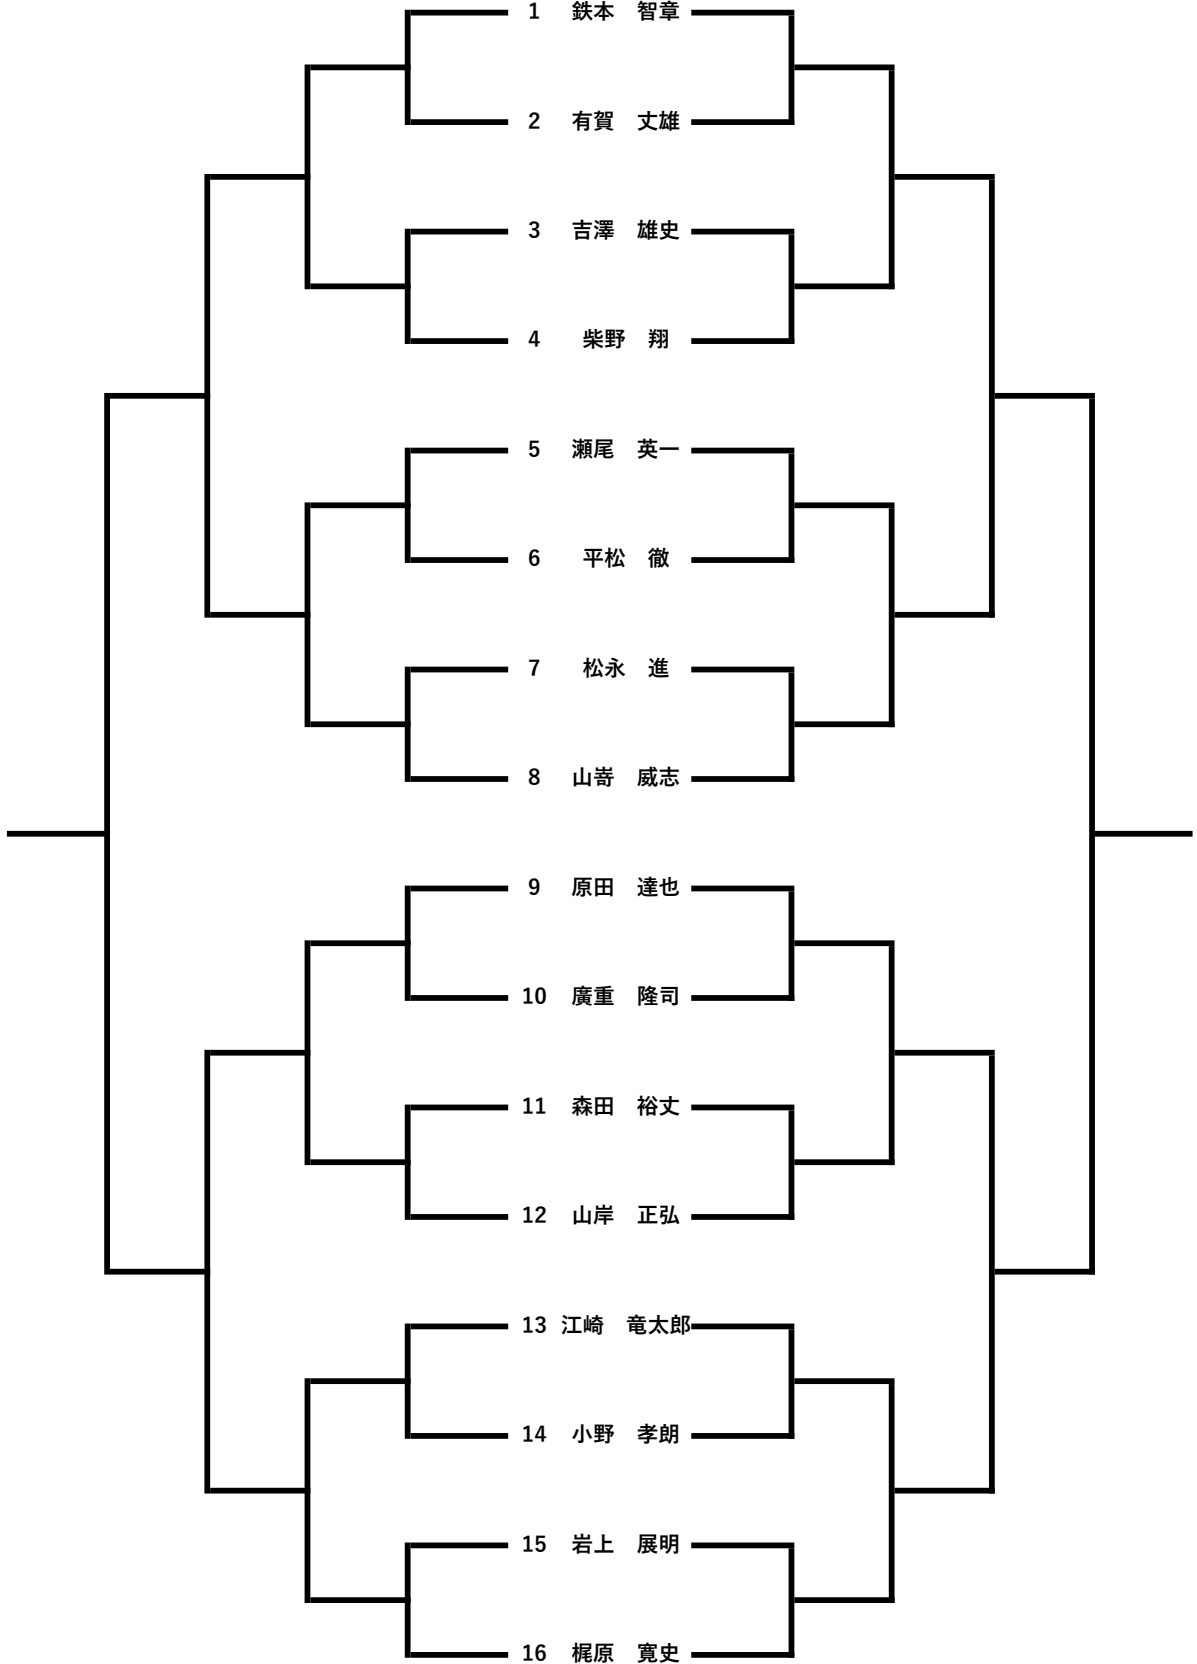 1 鉄本　智章
2 有賀　丈雄
3 吉澤　雄史
4 柴野　翔
5 瀬尾　英一
6 平松　徹
7 松永　進
8 山嵜　威志
9 原田　達也
10 廣重　隆司
11 森田　裕丈
12 山岸　正弘
13 江崎　竜太郎
14 小野　孝朗
15 岩上　展明
16 梶原　寛史